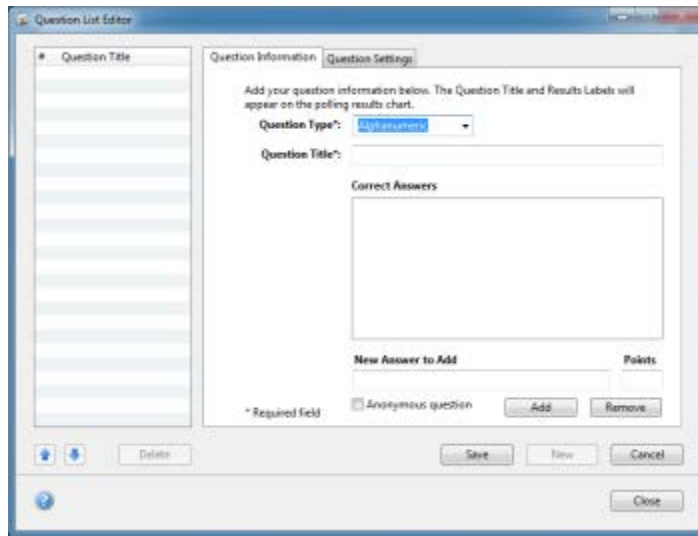 Question List Editor
# Question Title
Question Information Question Settings
Add your question information below. The Question Title and Results Labels will
appear on the polling results chart.
Question Type*: Alphanumeric
Question Title*:
Correct Answers
New Answer to Add Points
* Required field Anonymous question Add Remove
Delete Save New Cancel
Close